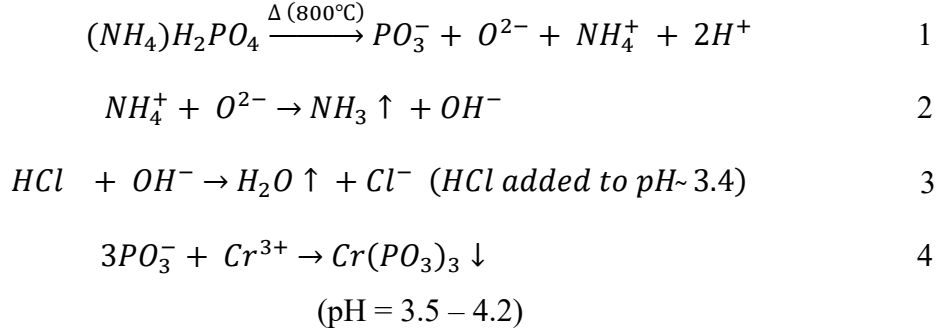 (NH₄)H₂PO₄ —Δ (800℃)→ PO₃⁻ + O²⁻ + NH₄⁺ + 2H⁺ 1
NH₄⁺ + O²⁻ → NH₃ ↑ + OH⁻ 2
HCl + OH⁻ → H₂O ↑ + Cl⁻ (HCl added to pH~ 3.4) 3
3PO₃⁻ + Cr³⁺ → Cr(PO₃)₃ ↓ 4
(pH = 3.5 – 4.2)